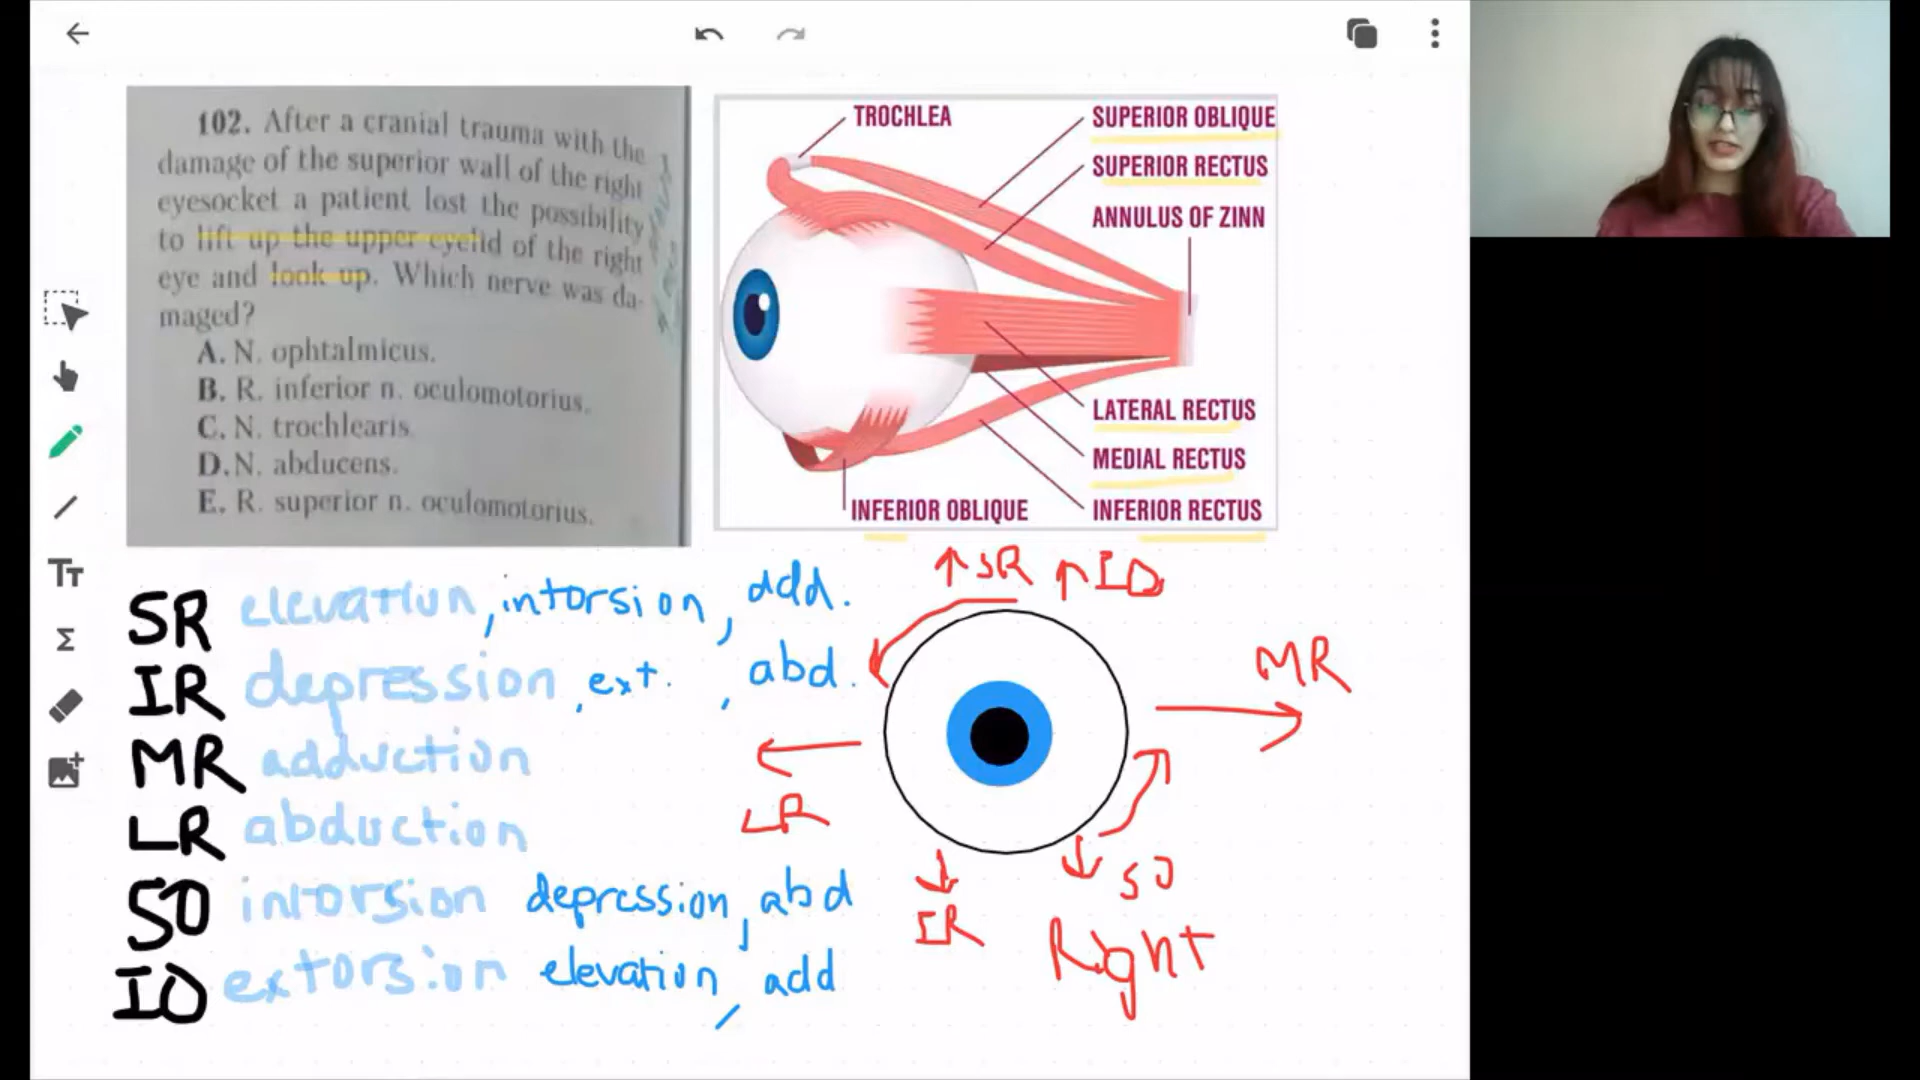 102. After a cranial trauma with the
damage of the superior wall of the right
eyesocket a patient lost the possibility
to lift up the upper eyelid of the right
eye and look up. Which nerve was da-
maged?
A. N. ophtalmicus.
B. R. inferior n. oculomotorius.
C. N. trochlearis.
D. N. abducens.
E. R. superior n. oculomotorius.
TROCHLEA
SUPERIOR OBLIQUE
SUPERIOR RECTUS
ANNULUS OF ZINN
LATERAL RECTUS
MEDIAL RECTUS
INFERIOR OBLIQUE
INFERIOR RECTUS
SR elevation, intorsion, add.
IR depression, ext., abd.
MR adduction
LR abduction
SO intorsion depression, abd
IO extorsion elevation, add
↑ SR ↑ IO
MR
LR
IR
SO
Right
Tт
Σ